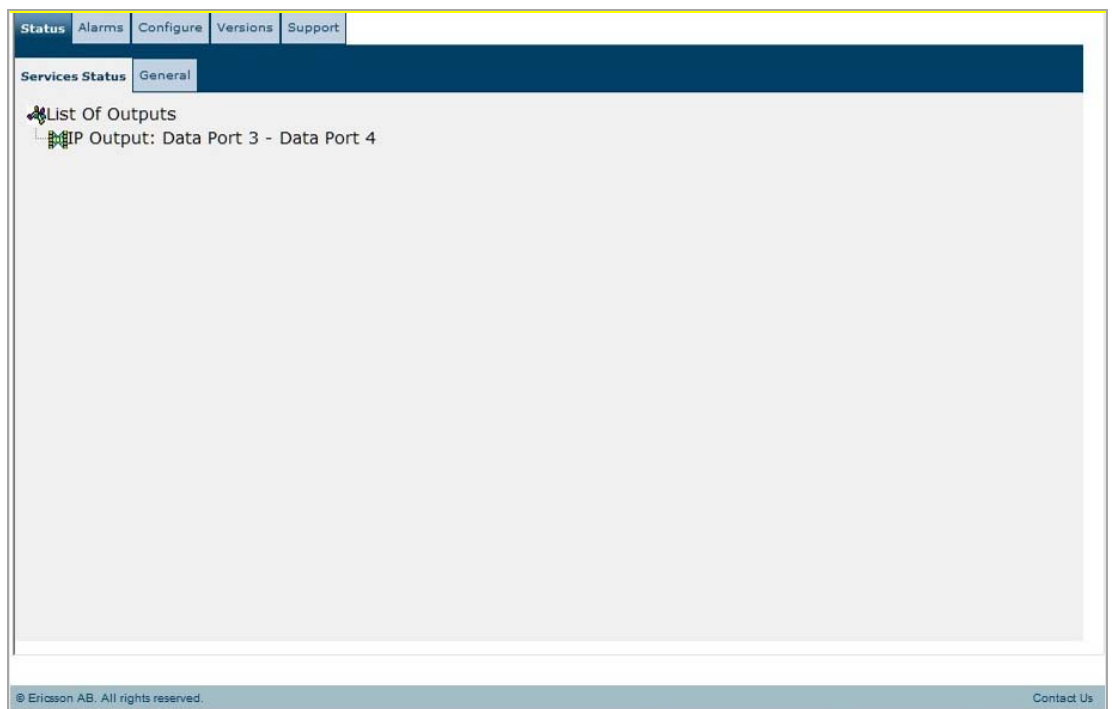 Status Alarms Configure Versions Support
Services Status General
List Of Outputs
IP Output: Data Port 3 - Data Port 4
© Ericsson AB. All rights reserved. Contact Us